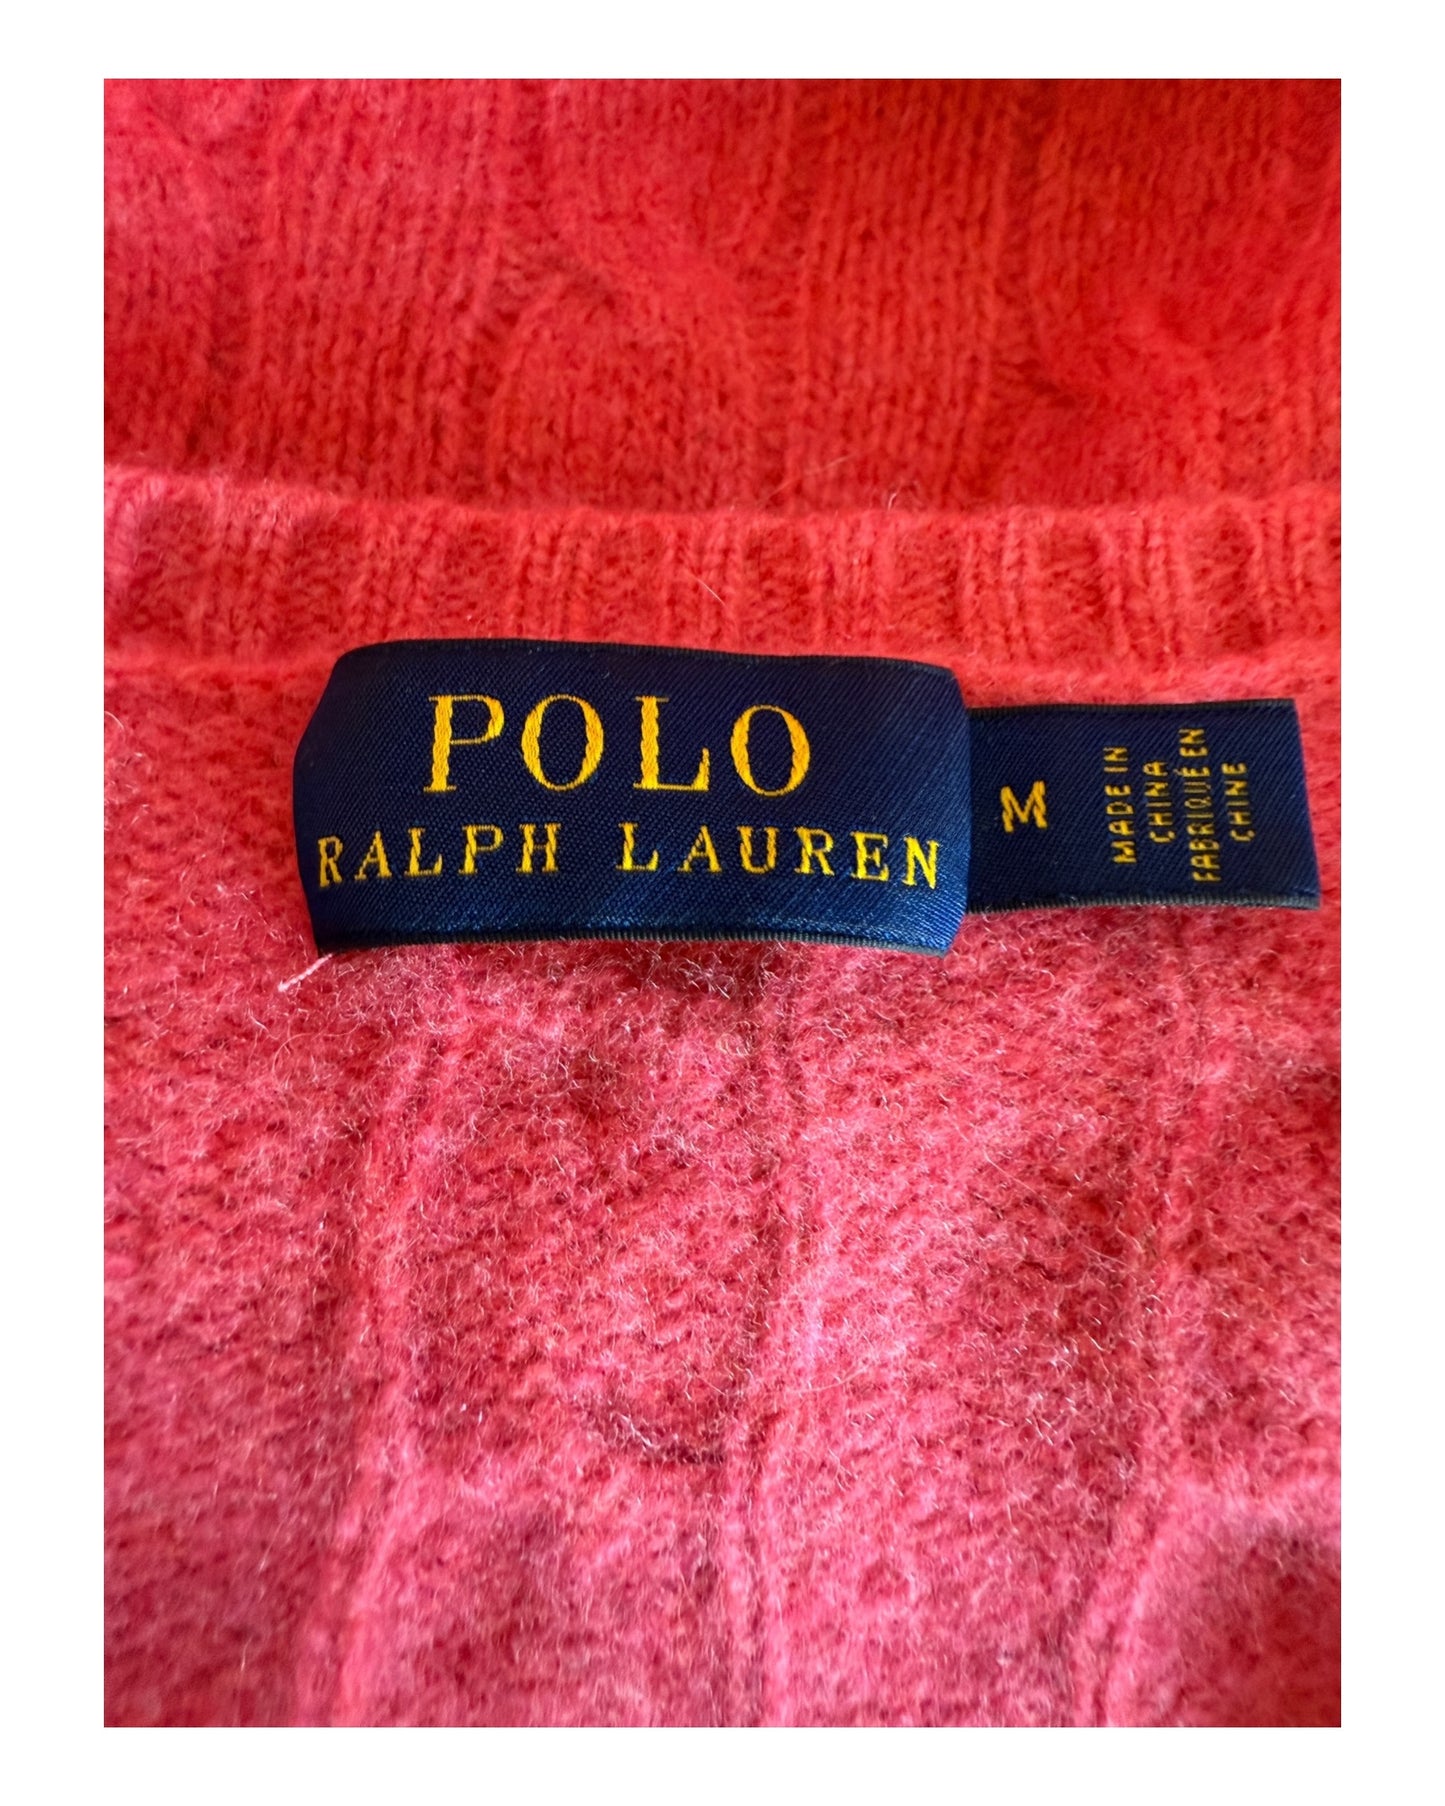 POLO
RALPH LAUREN
M
MADE IN
CHINA
FABRIQUÉ EN
CHINE